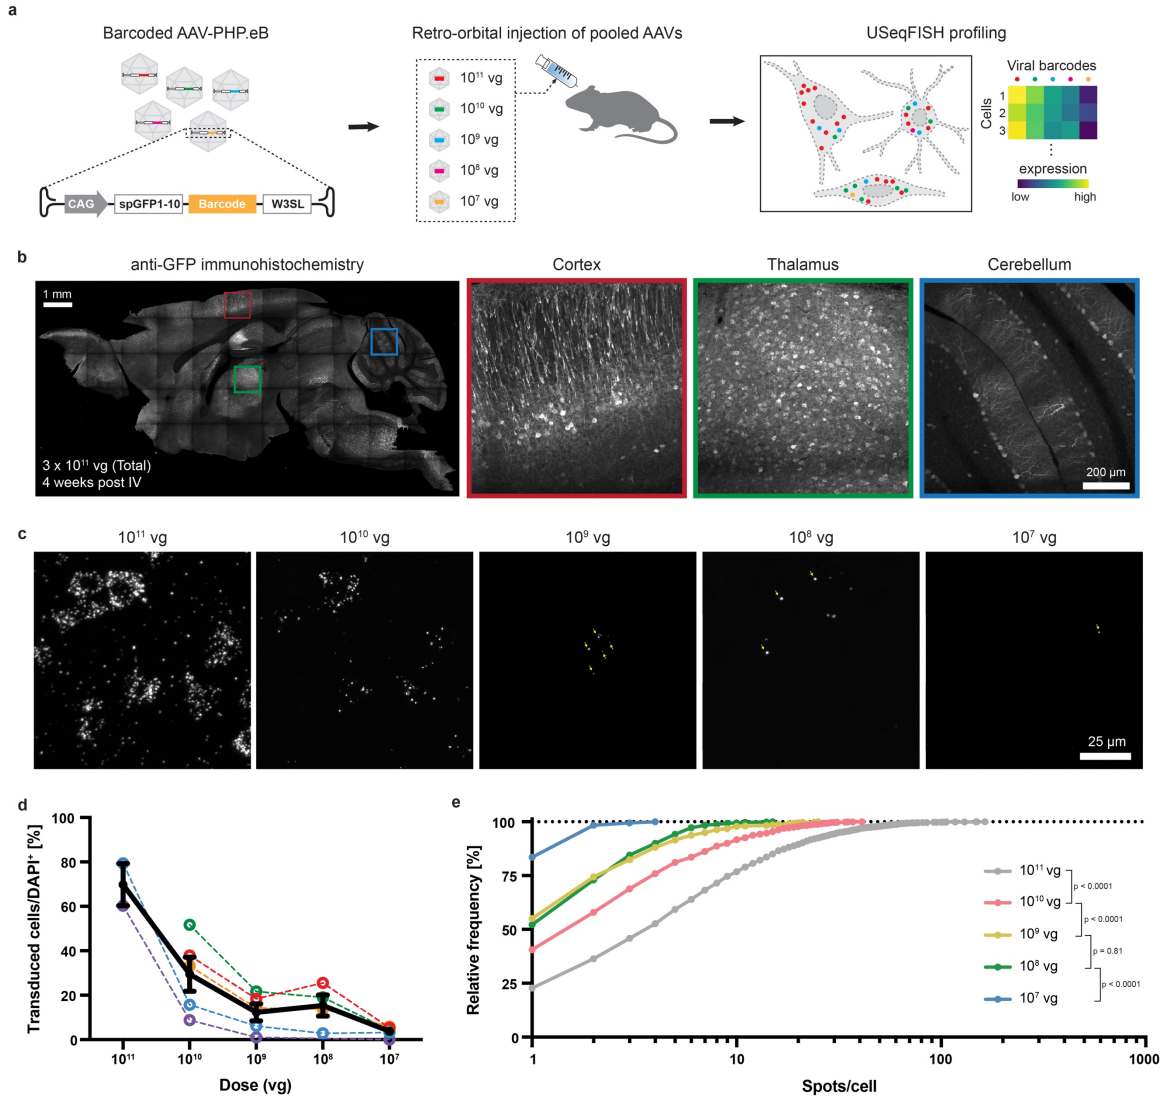 a
Barcoded AAV-PHP.eB
CAG
spGFP1-10
Barcode
W3SL
Retro-orbital injection of pooled AAVs
10¹¹ vg
10¹⁰ vg
10⁹ vg
10⁸ vg
10⁷ vg
USeqFISH profiling
Viral barcodes
Cells
1
2
3
expression
low
high
b
anti-GFP immunohistochemistry
1 mm
3 x 10¹¹ vg (Total)
4 weeks post IV
Cortex
Thalamus
Cerebellum
200 µm
c
10¹¹ vg
10¹⁰ vg
10⁹ vg
10⁸ vg
10⁷ vg
25 µm
d
Transduced cells/DAPI⁺ [%]
100
80
60
40
20
0
10¹¹
10¹⁰
10⁹
10⁸
10⁷
Dose (vg)
e
Relative frequency [%]
100
75
50
25
0
1
10
100
1000
Spots/cell
10¹¹ vg
10¹⁰ vg
10⁹ vg
10⁸ vg
10⁷ vg
p < 0.0001
p < 0.0001
p = 0.81
p < 0.0001